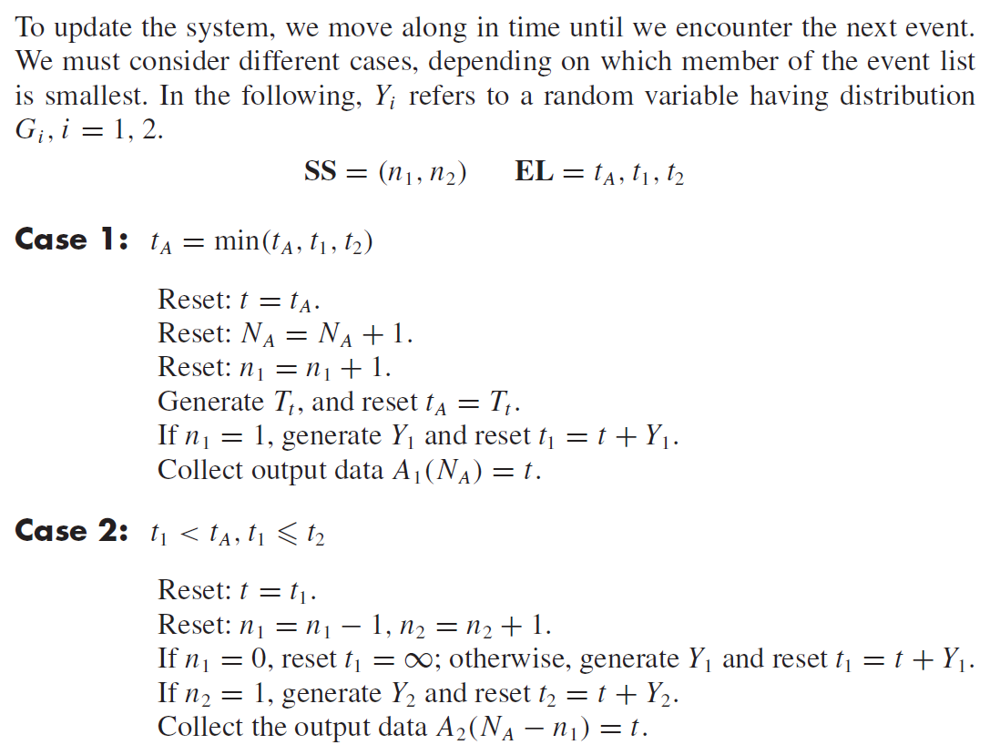 To update the system, we move along in time until we encounter the next event.
We must consider different cases, depending on which member of the event list
is smallest. In the following, Y_i refers to a random variable having distribution
G_i, i = 1, 2.
SS = (n_1, n_2)  EL = t_A, t_1, t_2
Case 1: t_A = min(t_A, t_1, t_2)
Reset: t = t_A.
Reset: N_A = N_A + 1.
Reset: n_1 = n_1 + 1.
Generate T_t, and reset t_A = T_t.
If n_1 = 1, generate Y_1 and reset t_1 = t + Y_1.
Collect output data A_1(N_A) = t.
Case 2: t_1 < t_A, t_1 ⩽ t_2
Reset: t = t_1.
Reset: n_1 = n_1 − 1, n_2 = n_2 + 1.
If n_1 = 0, reset t_1 = ∞; otherwise, generate Y_1 and reset t_1 = t + Y_1.
If n_2 = 1, generate Y_2 and reset t_2 = t + Y_2.
Collect the output data A_2(N_A − n_1) = t.